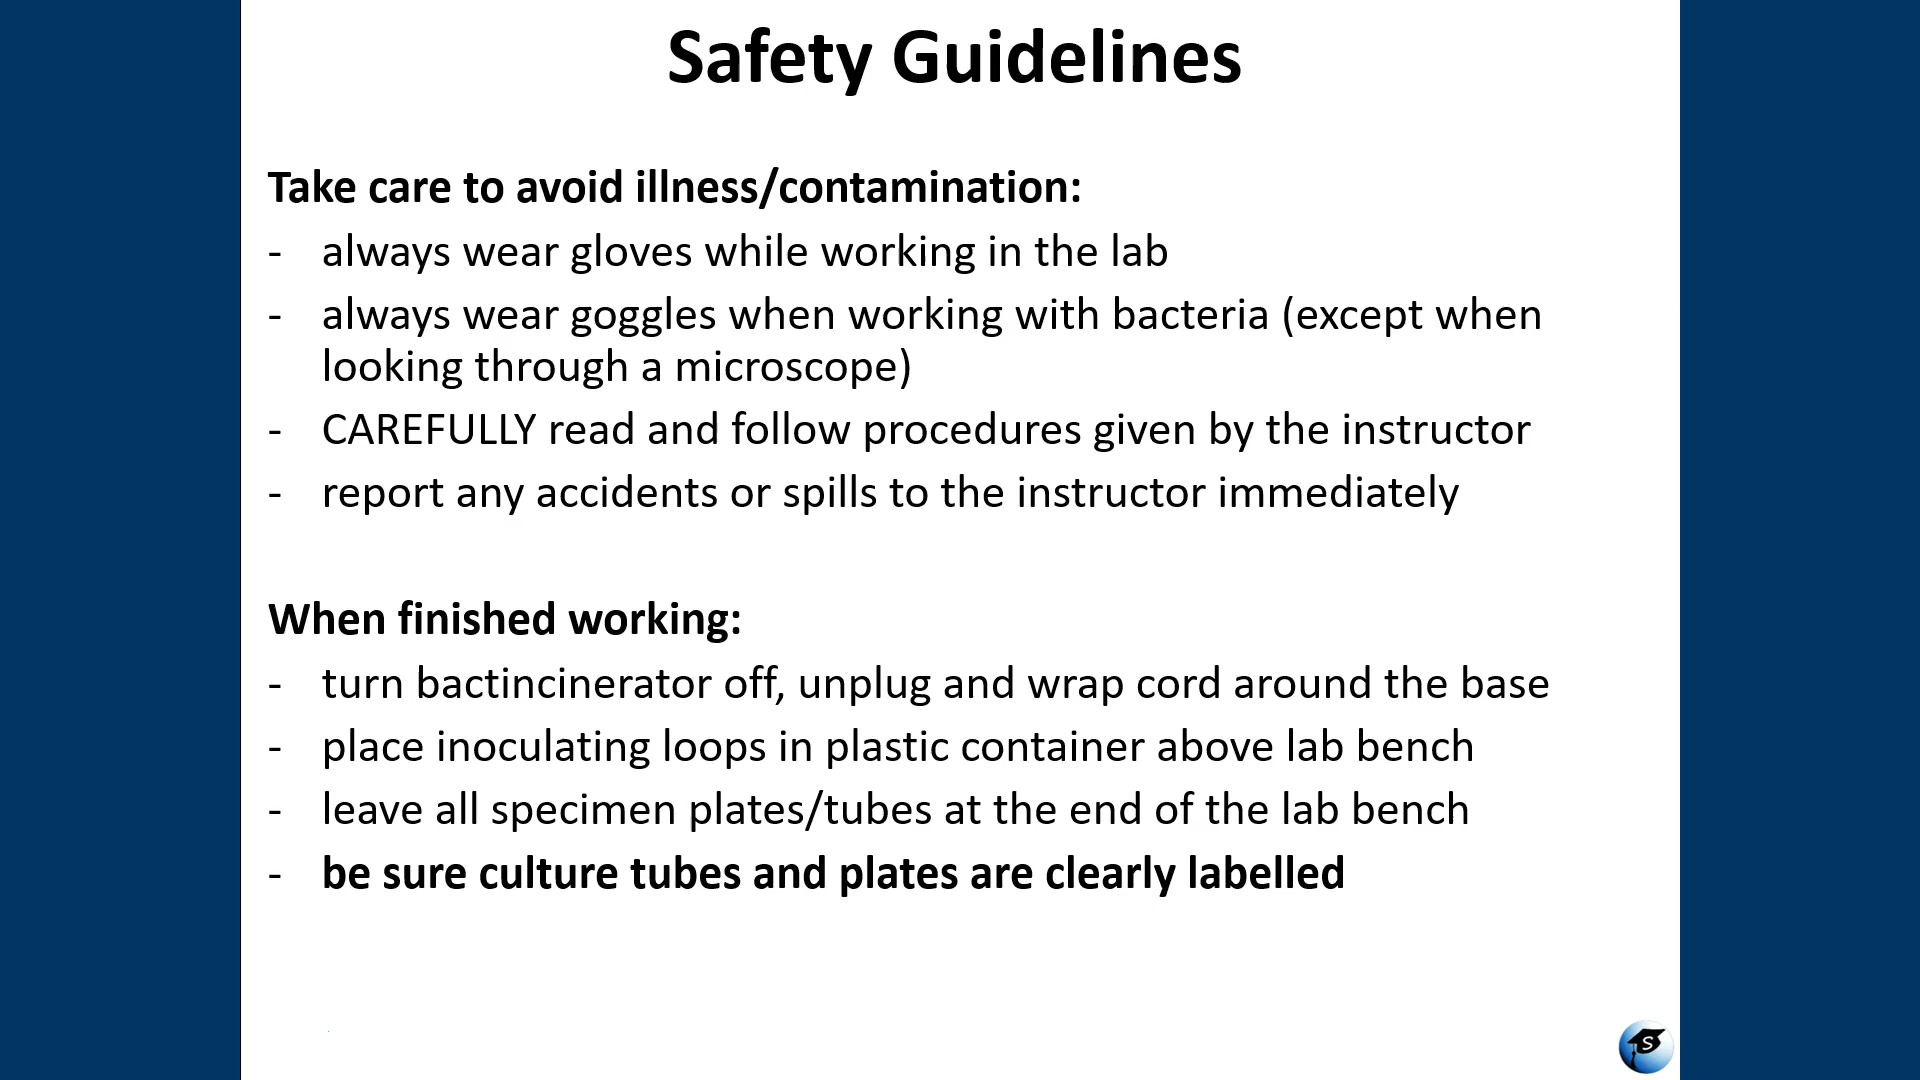 Safety Guidelines
Take care to avoid illness/contamination:
- always wear gloves while working in the lab
- always wear goggles when working with bacteria (except when
looking through a microscope)
- CAREFULLY read and follow procedures given by the instructor
- report any accidents or spills to the instructor immediately
When finished working:
- turn bactincinerator off, unplug and wrap cord around the base
- place inoculating loops in plastic container above lab bench
- leave all specimen plates/tubes at the end of the lab bench
- be sure culture tubes and plates are clearly labelled
S